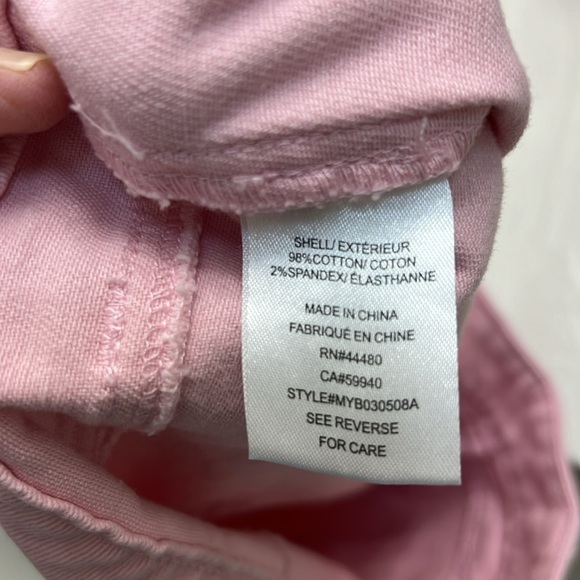 SHELL/ EXTÉRIEUR
98%COTTON/ COTON
2%SPANDEX/ ÉLASTHANNE
MADE IN CHINA
FABRIQUÉ EN CHINE
RN#44480
CA#59940
STYLE#MYB030508A
SEE REVERSE
FOR CARE